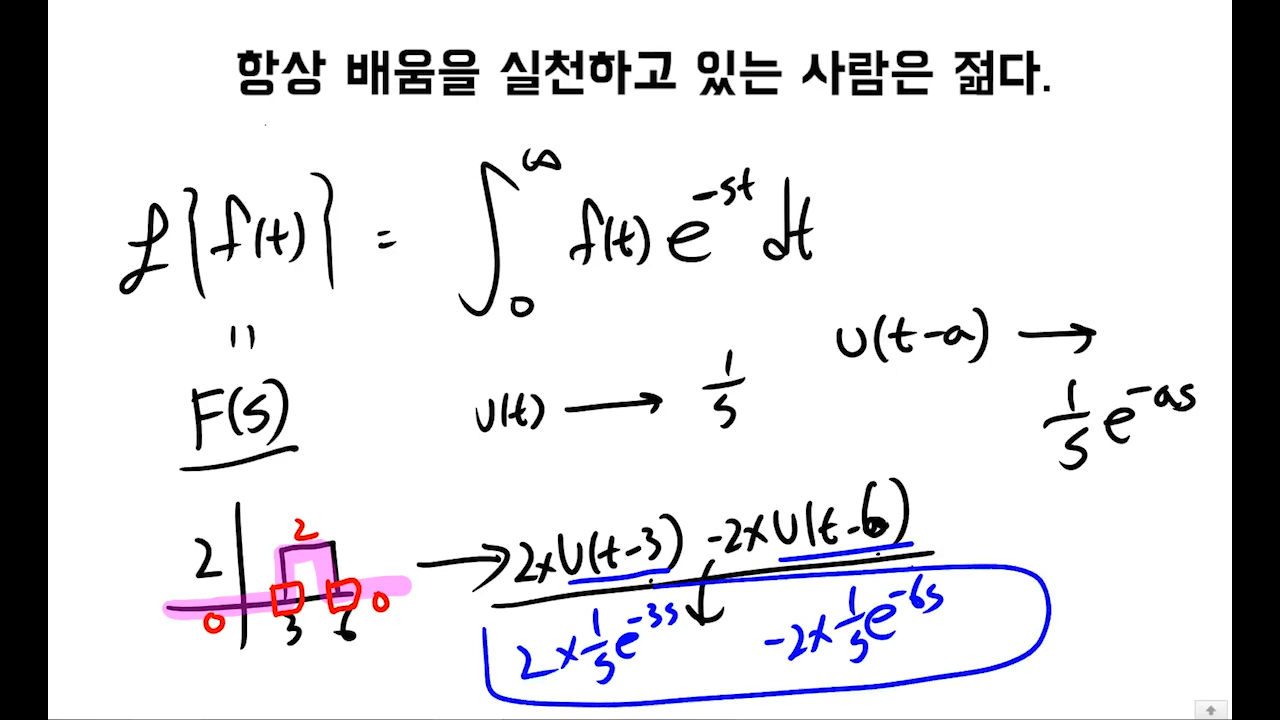 항상 배움을 실천하고 있는 사람은 젊다.
ℒ{f(t)} = ∫₀^∞ f(t) e^{-st} dt
=
F(s)
u(t) → 1/s
u(t-a) →
1/s e^{-as}
2
2
0
0
3
6
→ 2×u(t-3) -2×u(t-6)
↓
2×1/s e^{-3s} -2×1/s e^{-6s}